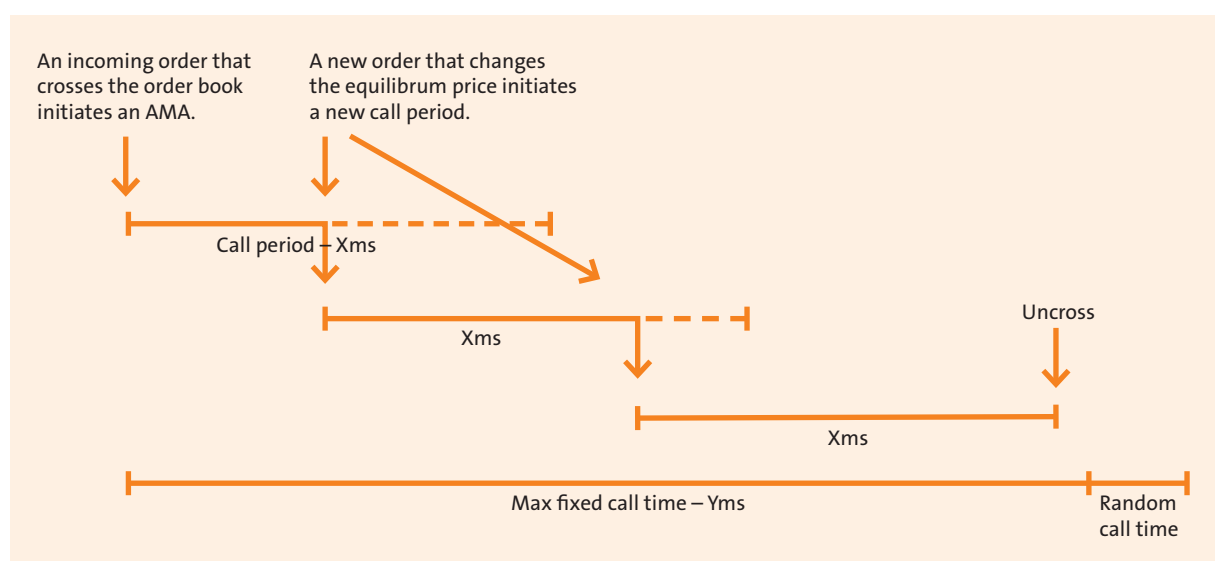 An incoming order that
crosses the order book
initiates an AMA.
A new order that changes
the equilibrum price initiates
a new call period.
Call period – Xms
Xms
Uncross
Xms
Max fixed call time – Yms
Random
call time